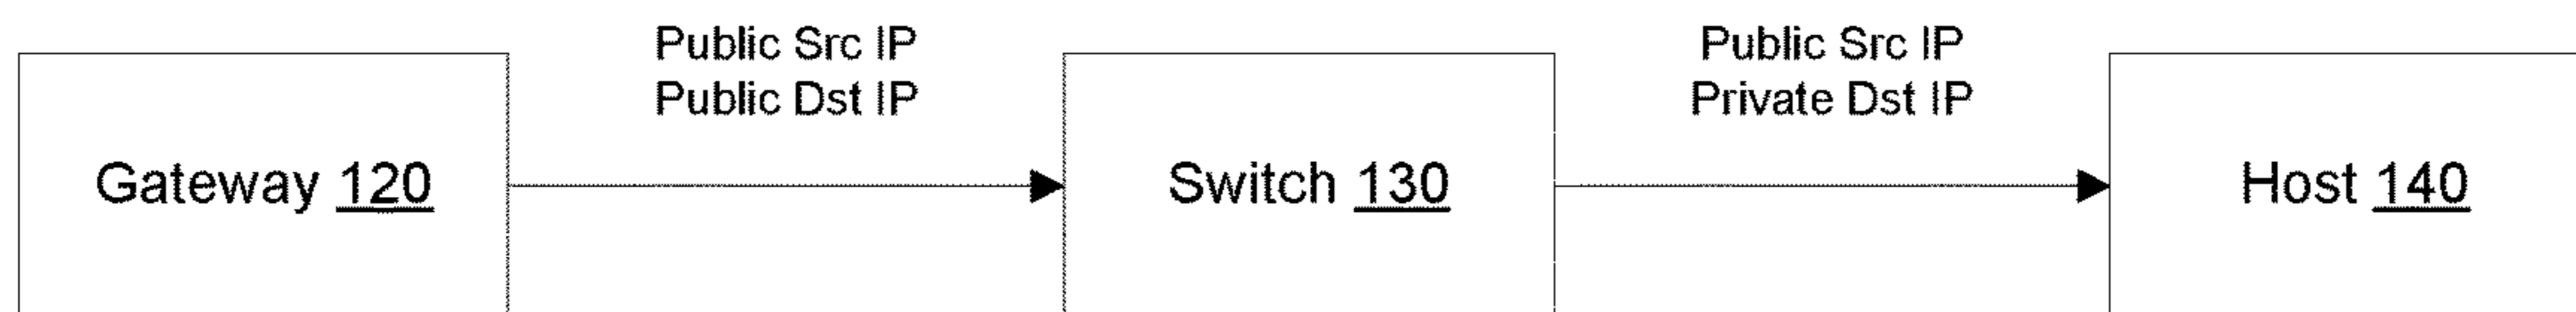 Public Src IP
Public Dst IP
Public Src IP
Private Dst IP
Gateway 120
Switch 130
Host 140